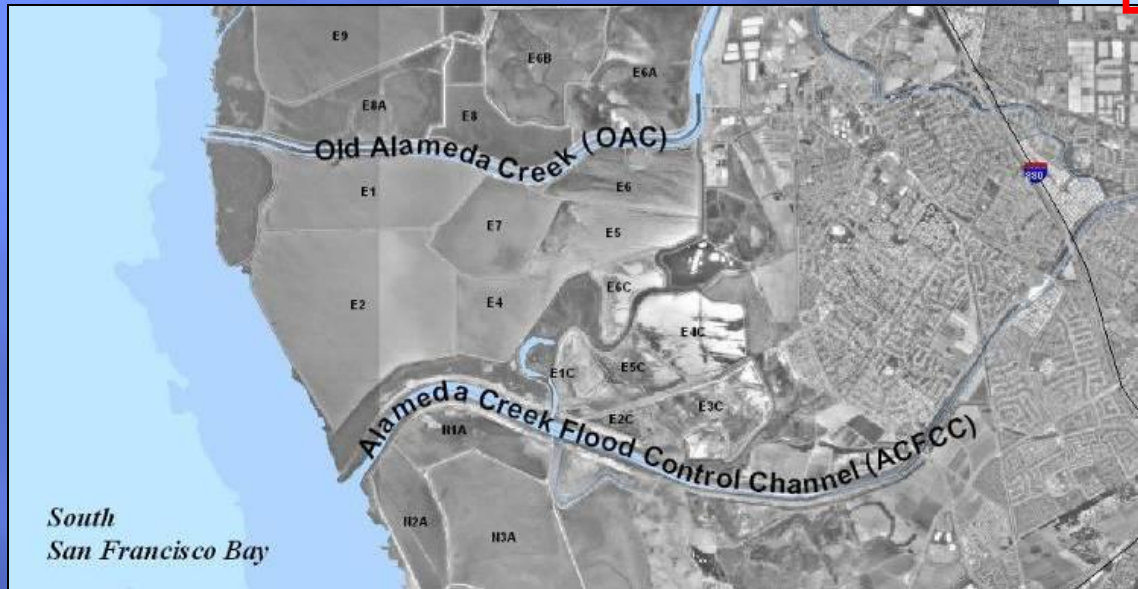 E9
E6B
E6A
E8A
E8
Old Alameda Creek (OAC)
E1
E6
E7
E5
E6C
E2
E4
E4C
E1C
E5C
E3C
E2C
880
Alameda Creek Flood Control Channel (ACFCC)
N1A
N2A
N3A
South
San Francisco Bay